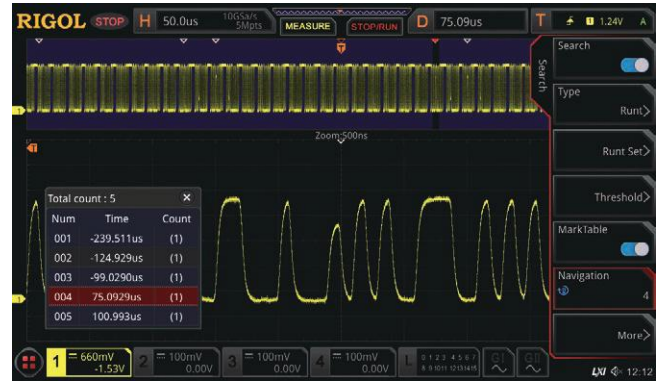 RIGOL STOP H 50.0us 10GSa/s 5Mpts MEASURE STOP/RUN D 75.09us T 1 1.24V A
Search
Search
Type
Runt>
Zoom:500ns
Runt Set>
Threshold>
Total count : 5 ×
Num Time Count
001 -239.511us (1)
002 -124.929us (1)
003 -99.0290us (1)
004 75.0929us (1)
005 100.993us (1)
MarkTable
Navigation
4
More>
1 660mV -1.53V 2 100mV 0.00V 3 100mV 0.00V 4 100mV 0.00V L 0 1 2 3 4 5 6 7 8 9 10 11 12 13 14 15 GI GII
LXI 12:12